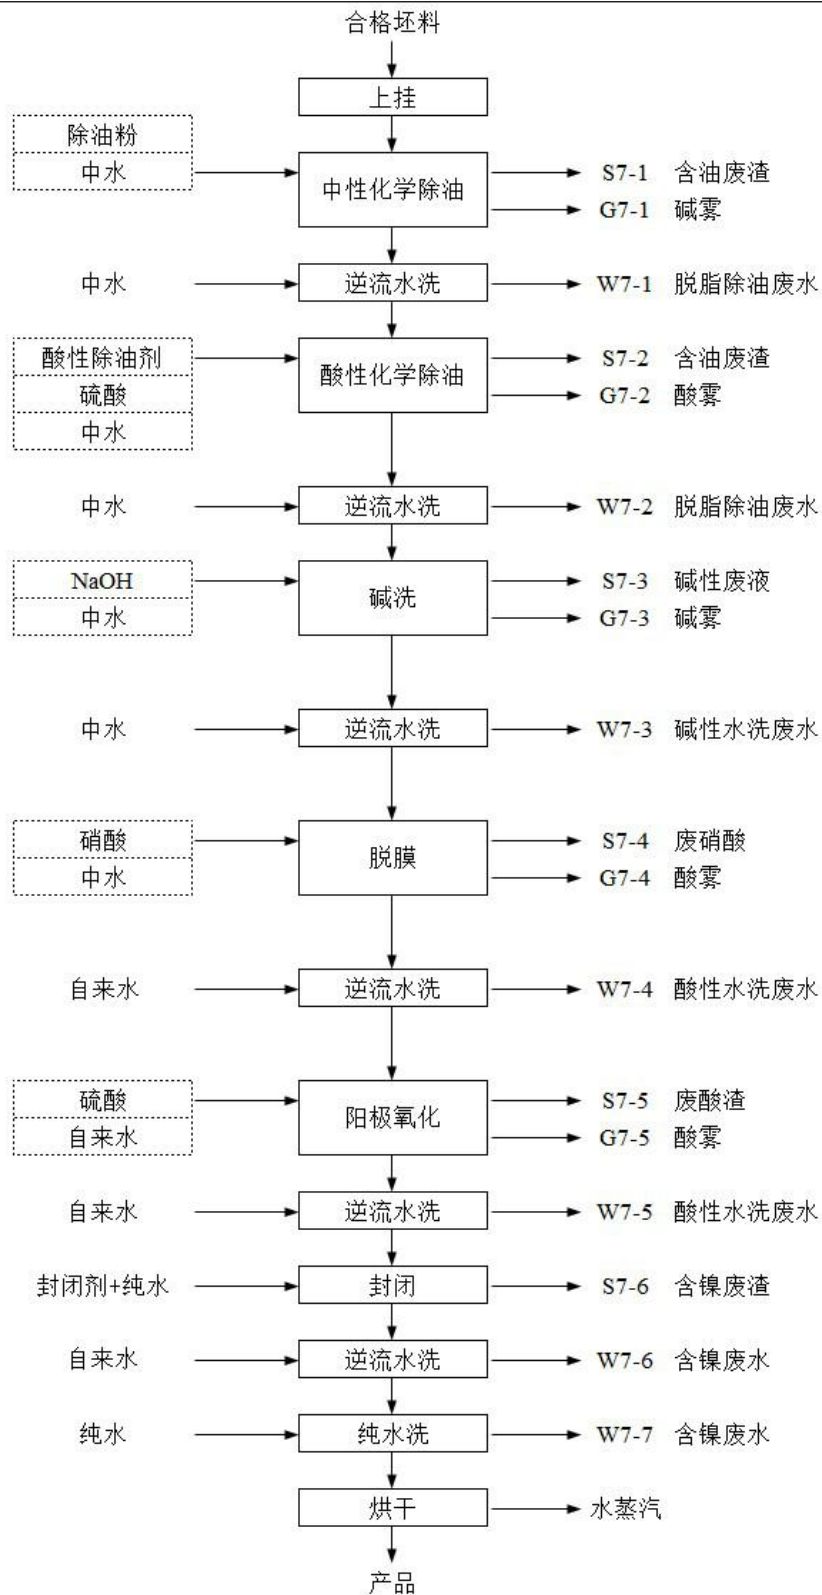 合格坯料
上挂
除油粉
中水
中性化学除油
S7-1 含油废渣
G7-1 碱雾
中水
逆流水洗
W7-1 脱脂除油废水
酸性除油剂
硫酸
中水
酸性化学除油
S7-2 含油废渣
G7-2 酸雾
中水
逆流水洗
W7-2 脱脂除油废水
NaOH
中水
碱洗
S7-3 碱性废液
G7-3 碱雾
中水
逆流水洗
W7-3 碱性水洗废水
硝酸
中水
脱膜
S7-4 废硝酸
G7-4 酸雾
自来水
逆流水洗
W7-4 酸性水洗废水
硫酸
自来水
阳极氧化
S7-5 废酸渣
G7-5 酸雾
自来水
逆流水洗
W7-5 酸性水洗废水
封闭剂+纯水
封闭
S7-6 含镍废渣
自来水
逆流水洗
W7-6 含镍废水
纯水
纯水洗
W7-7 含镍废水
烘干
水蒸汽
产品